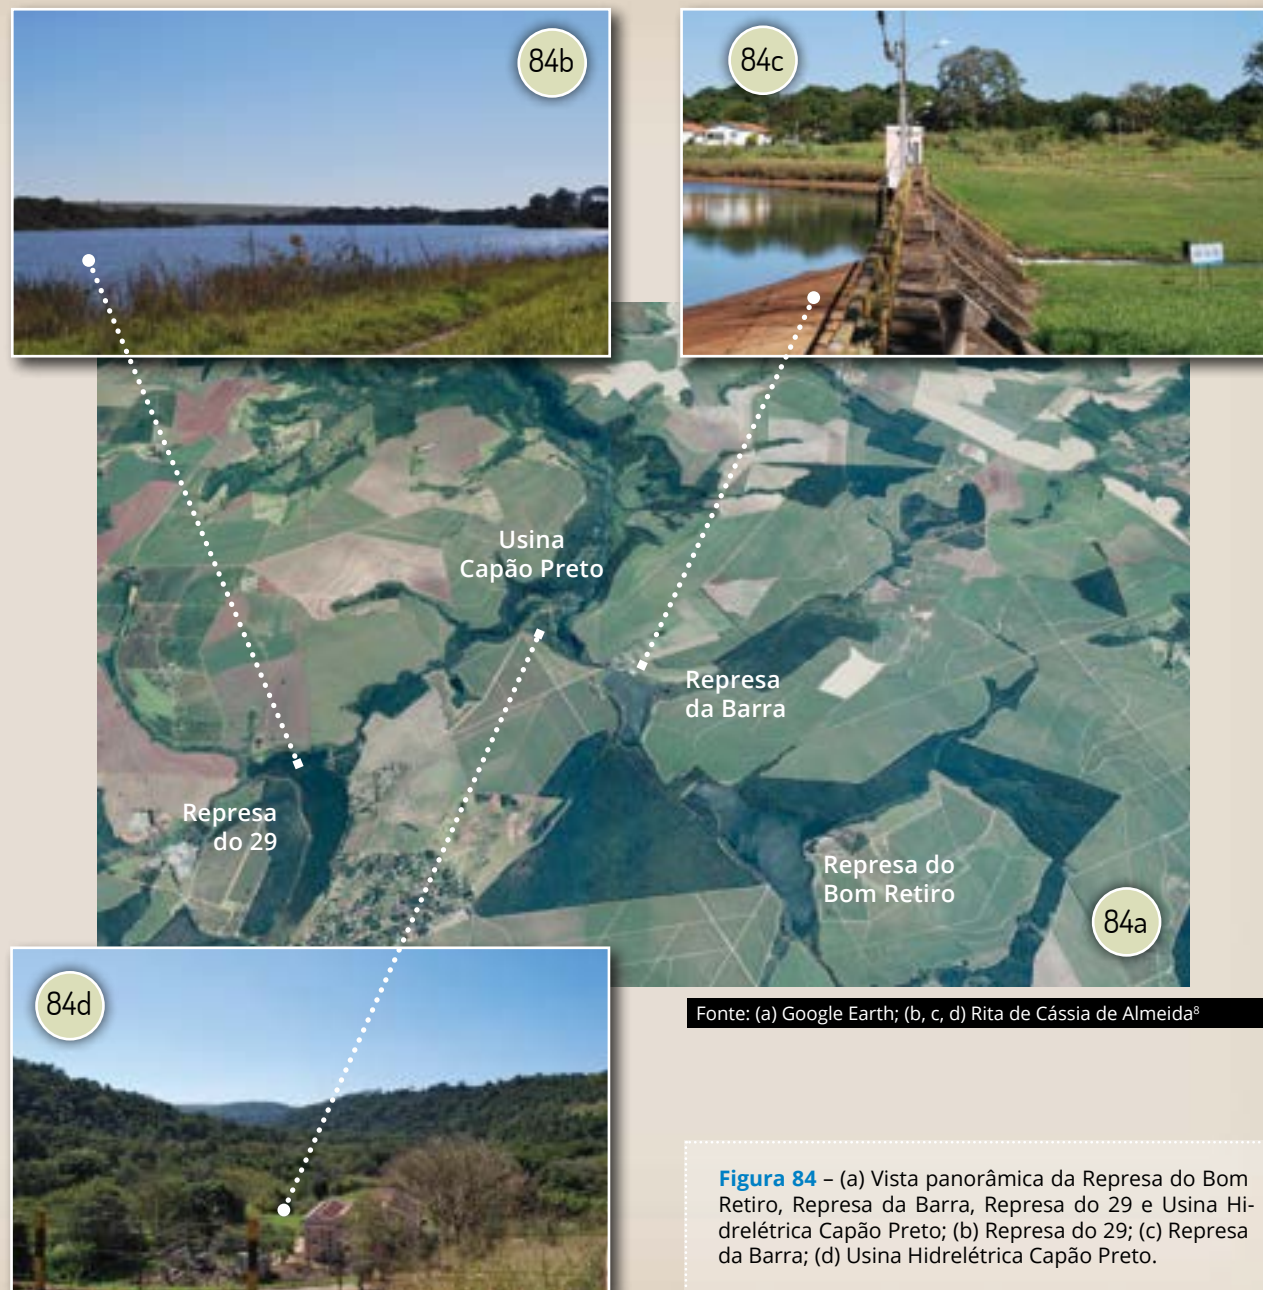 84b
84c
Usina
Capão Preto
Represa
da Barra
Represa
do 29
Represa do
Bom Retiro
84a
84d
Fonte: (a) Google Earth; (b, c, d) Rita de Cássia de Almeida⁸
Figura 84 – (a) Vista panorâmica da Represa do Bom
Retiro, Represa da Barra, Represa do 29 e Usina Hi-
drelétrica Capão Preto; (b) Represa do 29; (c) Represa
da Barra; (d) Usina Hidrelétrica Capão Preto.